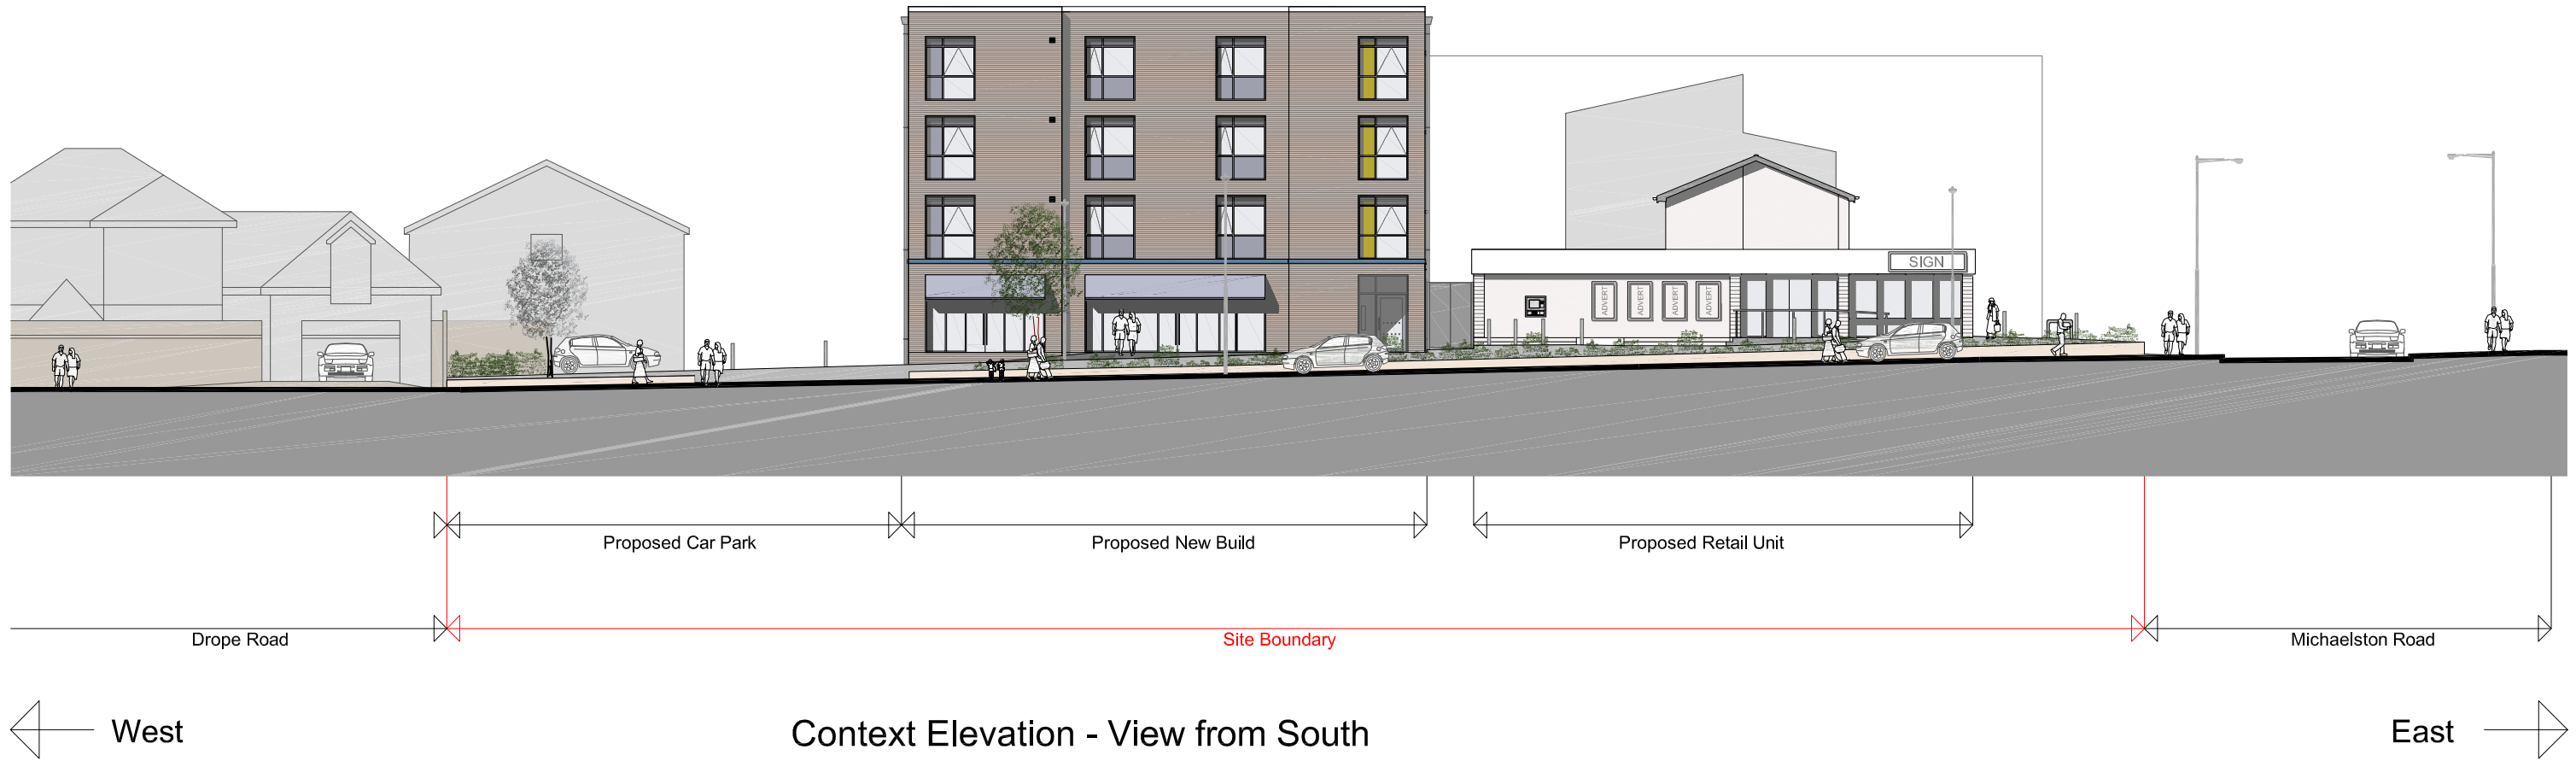 SIGN
ADVERT
ADVERT
ADVERT
ADVERT
Proposed Car Park
Proposed New Build
Proposed Retail Unit
Drope Road
Site Boundary
Michaelston Road
West
Context Elevation - View from South
East